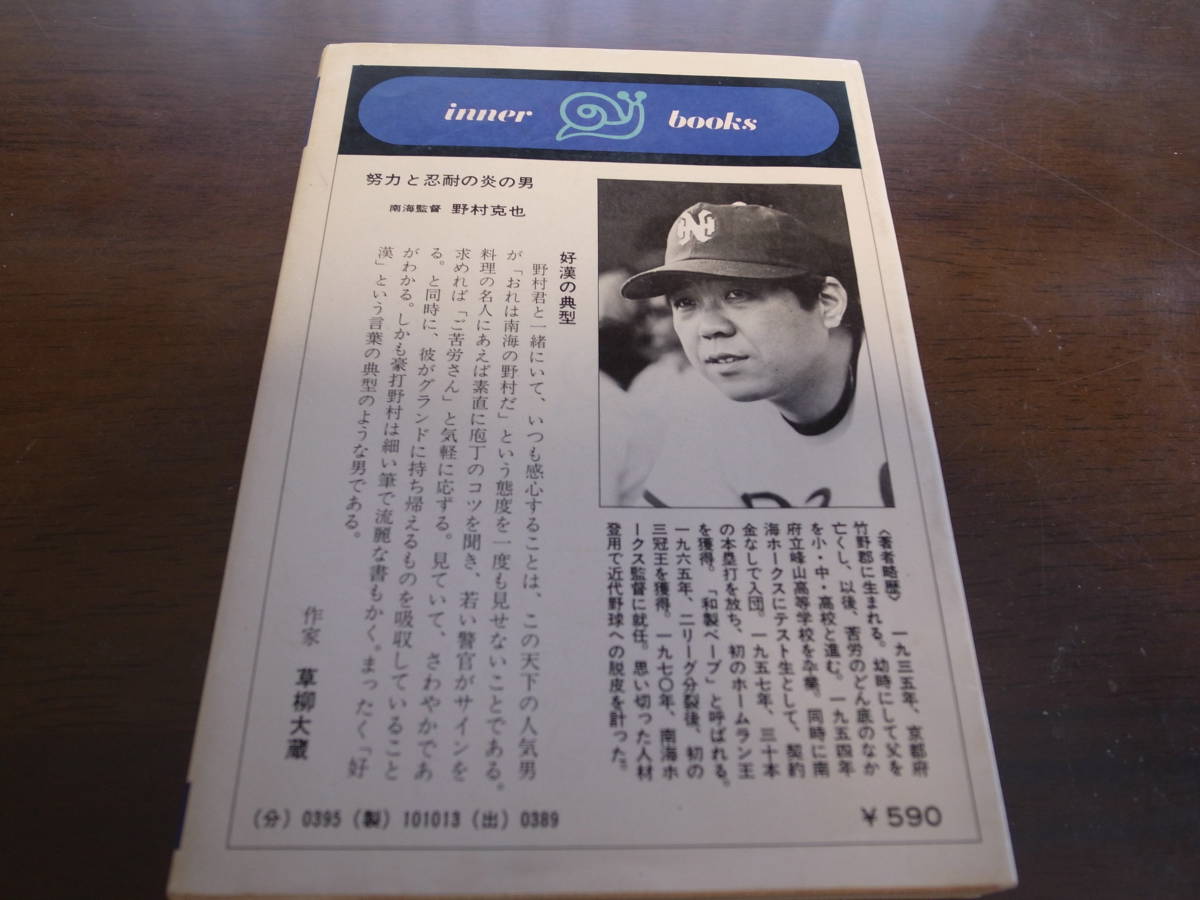 inner books
努力と忍耐の炎の男
南海監督 野村克也
好漢の典型
野村君と一緒にいて、いつも感心することは、この天下の人気男
が「おれは南海の野村だ」という態度を一度も見せないことである。
料理の名人にあえば素直に庖丁のコツを聞き、若い警官がサインを
求めれば「ご苦労さん」と気軽に応ずる。見ていて、さわやかであ
る。と同時に、彼がグランドに持ち帰えるものを吸収していること
がわかる。しかも豪打野村は細い筆で流麗な書もかく。まったく「好
漢」という言葉の典型のような男である。
作家 草柳大蔵
〈著者略歴〉 一九三五年、京都府
竹野郡に生まれる。幼時にして父を
亡くし、以後、苦労のどん底のなか
を小・中・高校と進む。一九五四年
府立峰山高等学校を卒業。同時に南
海ホークスにテスト生として、契約
金なしで入団。一九五七年、三十本
の本塁打を放ち、初のホームラン王
を獲得。「和製ベーブ」と呼ばれる。
一九六五年、二リーグ分裂後、初の
三冠王を獲得。一九七〇年、南海ホ
ークス監督に就任。思い切った人材
登用で近代野球への脱皮を計った。
(分) 0395 (製) 101013 (出) 0389
¥590